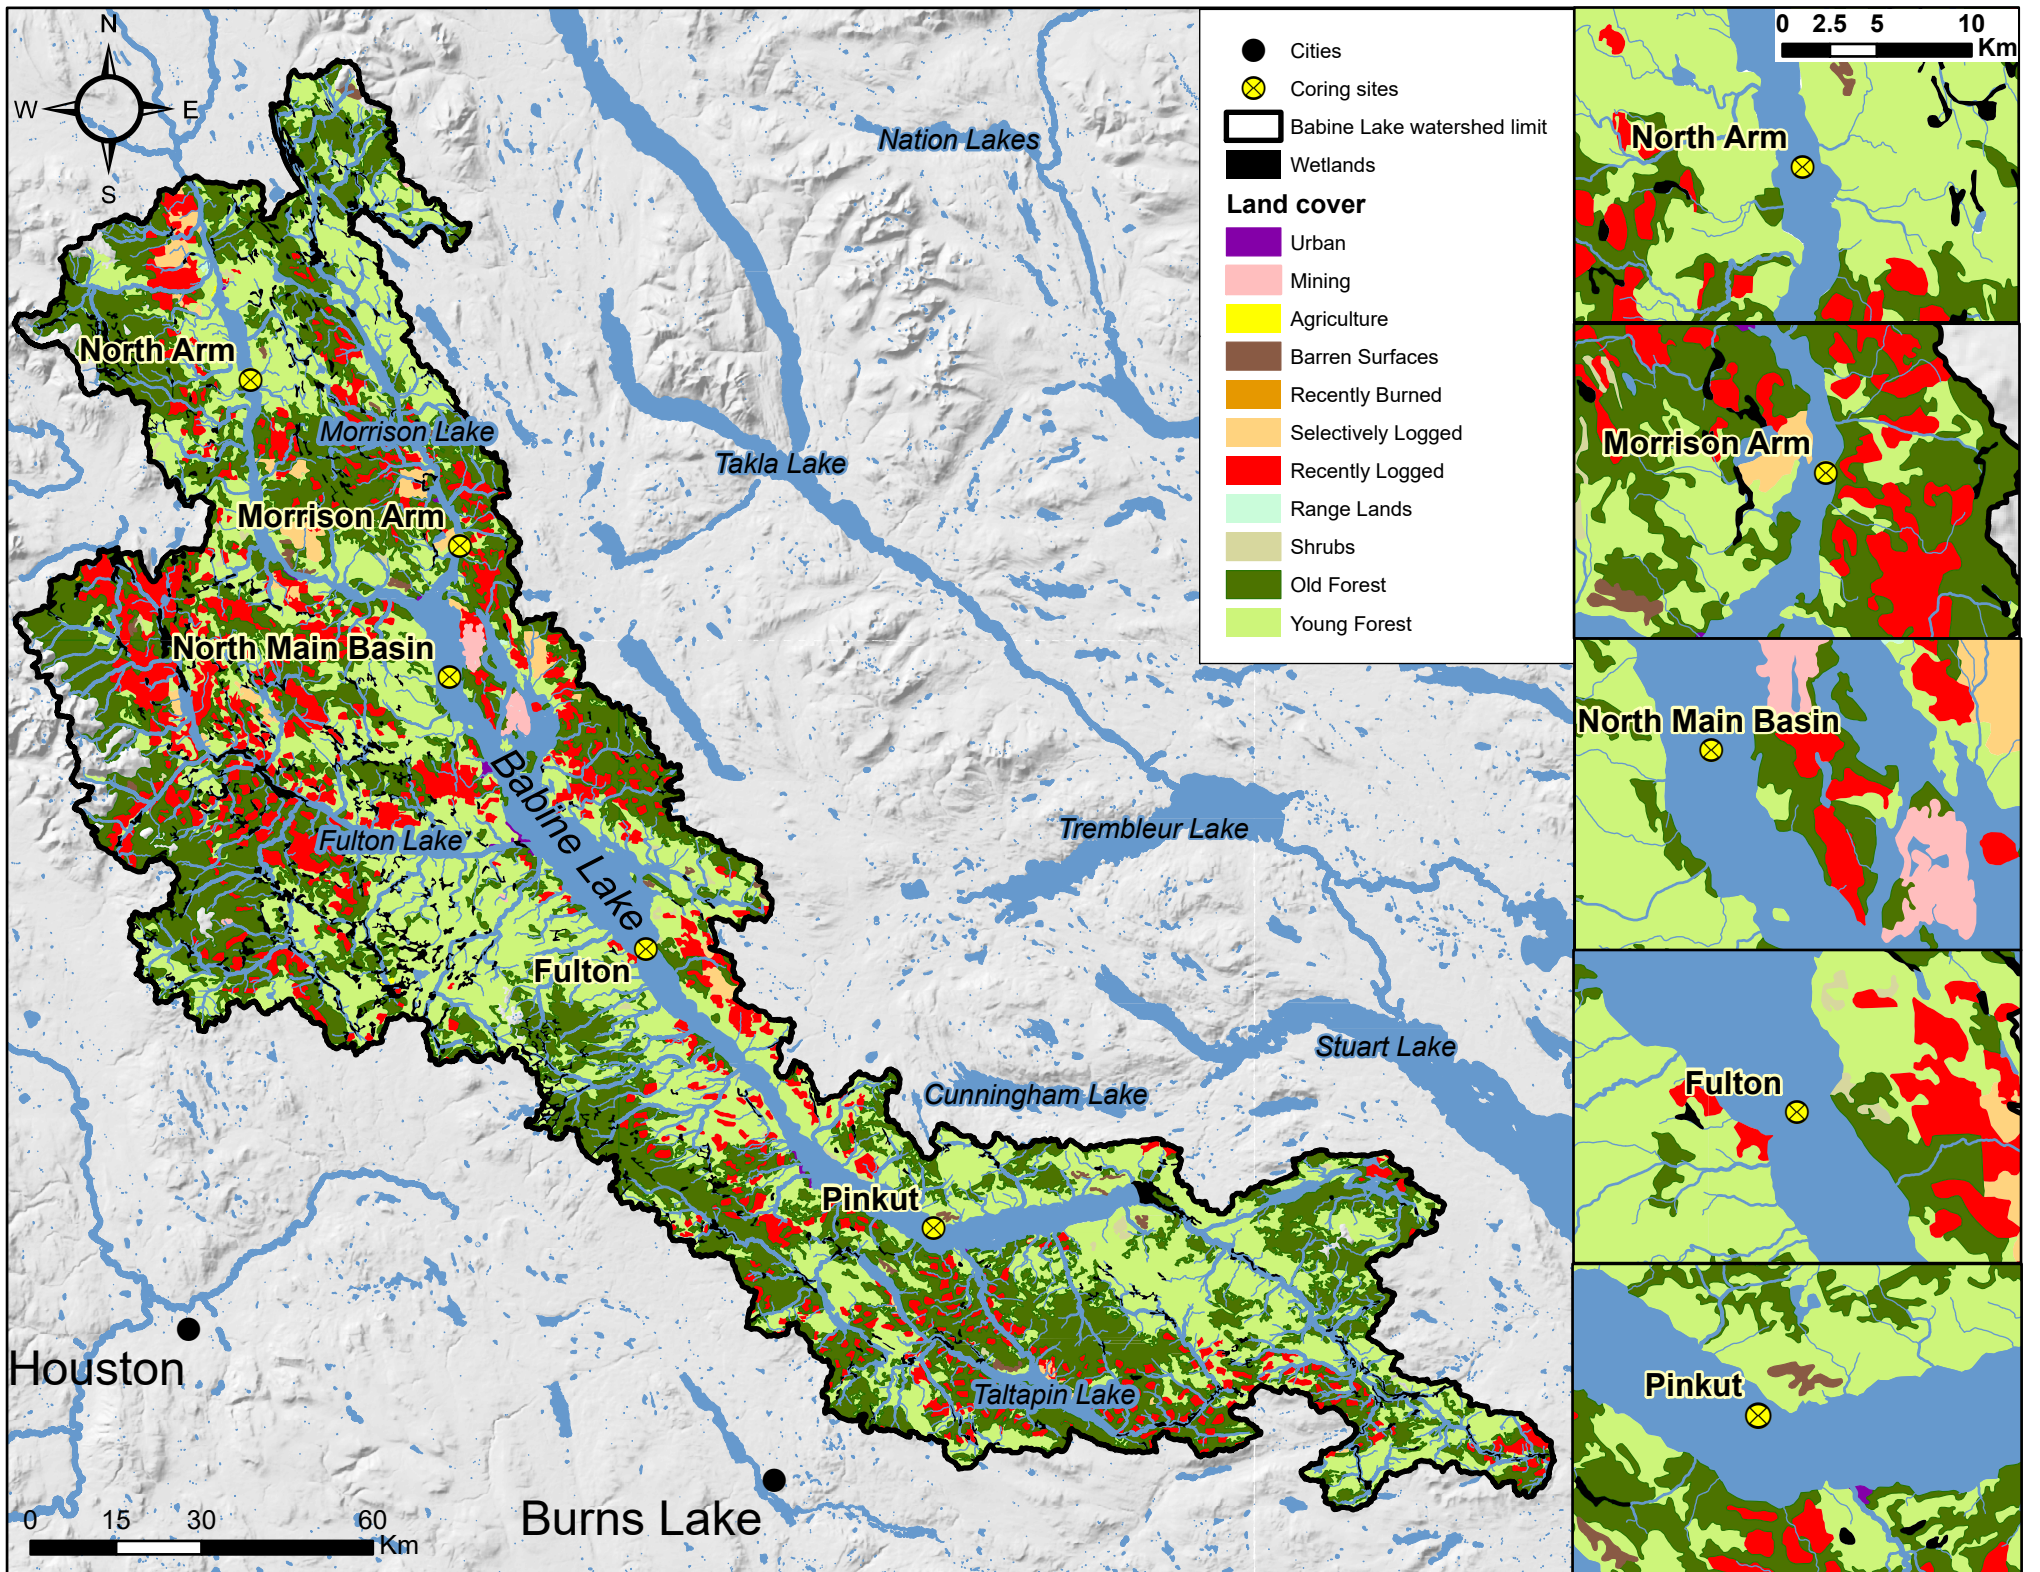 N
W
E
S
Nation Lakes
North Arm
Morrison Lake
Takla Lake
Morrison Arm
North Main Basin
Babine Lake
Trembleur Lake
Fulton Lake
Fulton
Stuart Lake
Cunningham Lake
Pinkut
Houston
Taltapin Lake
Burns Lake
0 15 30 60
Km
Cities
Coring sites
Babine Lake watershed limit
Wetlands
Land cover
Urban
Mining
Agriculture
Barren Surfaces
Recently Burned
Selectively Logged
Recently Logged
Range Lands
Shrubs
Old Forest
Young Forest
0 2.5 5 10
Km
North Arm
Morrison Arm
North Main Basin
Fulton
Pinkut